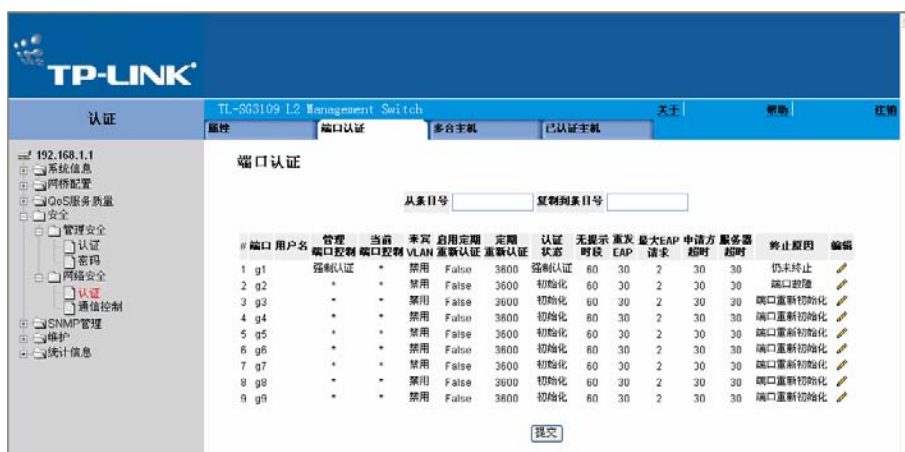 TP-LINK
认证
TL-SG3109 L2 Management Switch 关于 帮助 注销
属性 端口认证 多台主机 已认证主机
192.168.1.1
系统信息
网桥配置
QoS服务质量
安全
管理安全
认证
密码
网络安全
认证
通信控制
SNMP管理
维护
统计信息
端口认证
从条目号 复制到条目号
# 端口 用户名 管理端口控制 当前端口控制 来宾VLAN 启用定期重新认证 定期重新认证 认证状态 无提示时段 重发EAP 最大EAP请求 申请方超时 服务器超时 终止原因 编辑
1 g1 强制认证 禁用 False 3600 强制认证 60 30 2 30 30 仍未终止
2 g2 * * 禁用 False 3600 初始化 60 30 2 30 30 端口故障
3 g3 * * 禁用 False 3600 初始化 60 30 2 30 30 端口重新初始化
4 g4 * * 禁用 False 3600 初始化 60 30 2 30 30 端口重新初始化
5 g5 * * 禁用 False 3600 初始化 60 30 2 30 30 端口重新初始化
6 g6 * * 禁用 False 3600 初始化 60 30 2 30 30 端口重新初始化
7 g7 * * 禁用 False 3600 初始化 60 30 2 30 30 端口重新初始化
8 g8 * * 禁用 False 3600 初始化 60 30 2 30 30 端口重新初始化
9 g9 * * 禁用 False 3600 初始化 60 30 2 30 30 端口重新初始化
提交